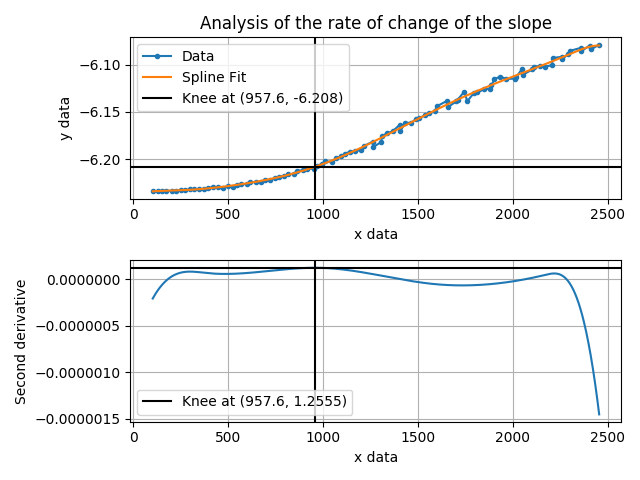 Analysis of the rate of change of the slope
Data
Spline Fit
Knee at (957.6, -6.208)
−6.10
−6.15
−6.20
y data
0 500 1000 1500 2000 2500
x data
0.0000000
−0.0000005
−0.0000010
−0.0000015
Second derivative
Knee at (957.6, 1.2555)
0 500 1000 1500 2000 2500
x data